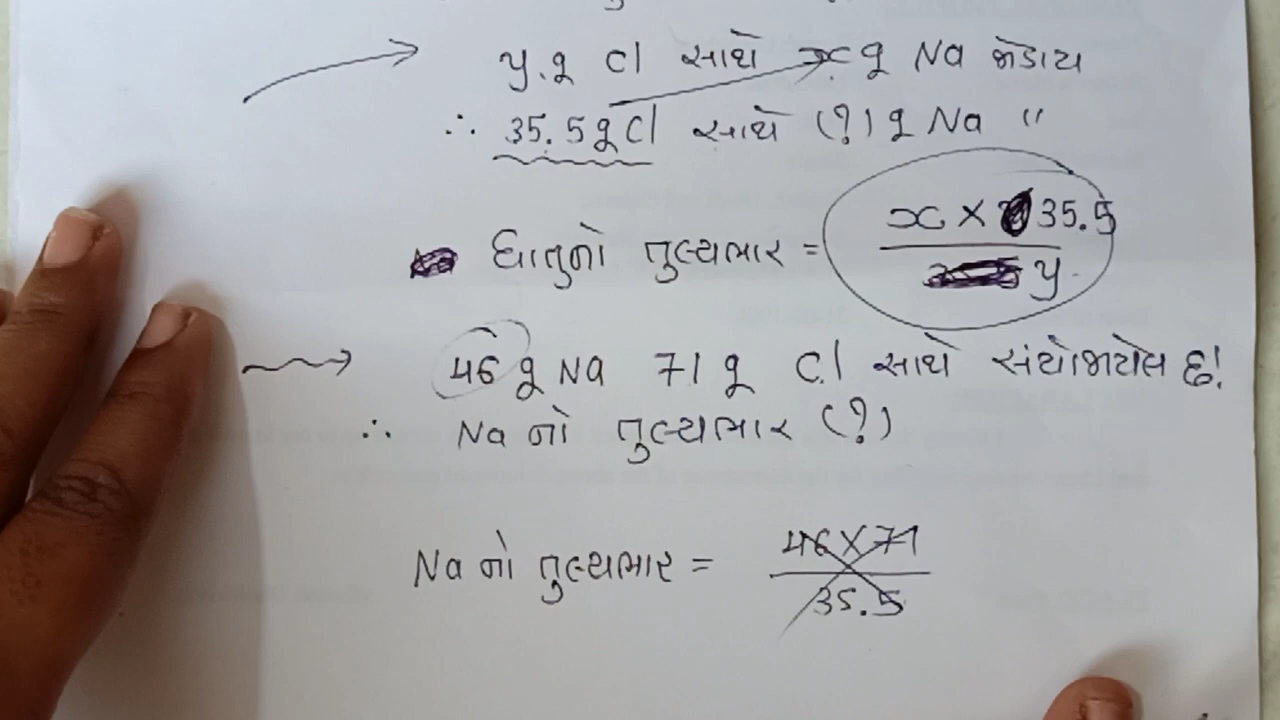 y.ગ્રૂ Cl સાથે x ગ્રૂ Na જોડાય
∴ 35.5 ગ્રૂ Cl સાથે (?) ગ્રૂ Na "
ધાતુનો તુલ્યભાર = x × 35.5 / y
46 ગ્રૂ Na 71 ગ્રૂ Cl સાથે સંયોજાયેલ છે!
∴ Na નો તુલ્યભાર (?)
Na નો તુલ્યભાર = 46 × 71 / 35.5